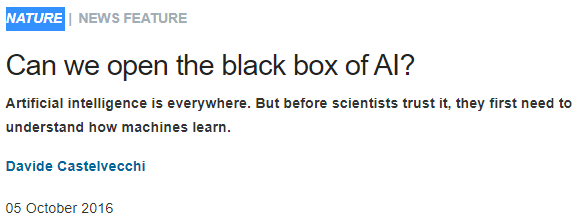 NATURE | NEWS FEATURE
Can we open the black box of AI?
Artificial intelligence is everywhere. But before scientists trust it, they first need to
understand how machines learn.
Davide Castelvecchi
05 October 2016